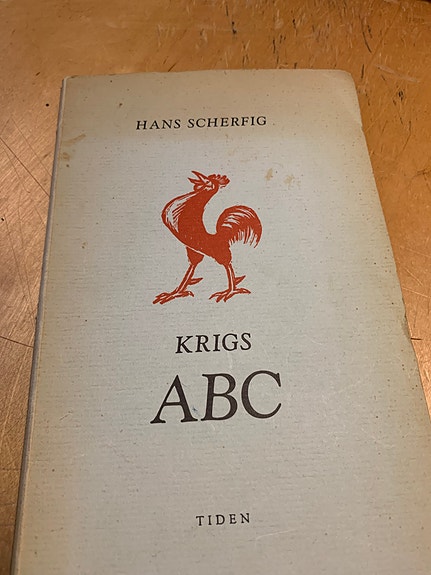 HANS SCHERFIG
KRIGS
ABC
TIDEN